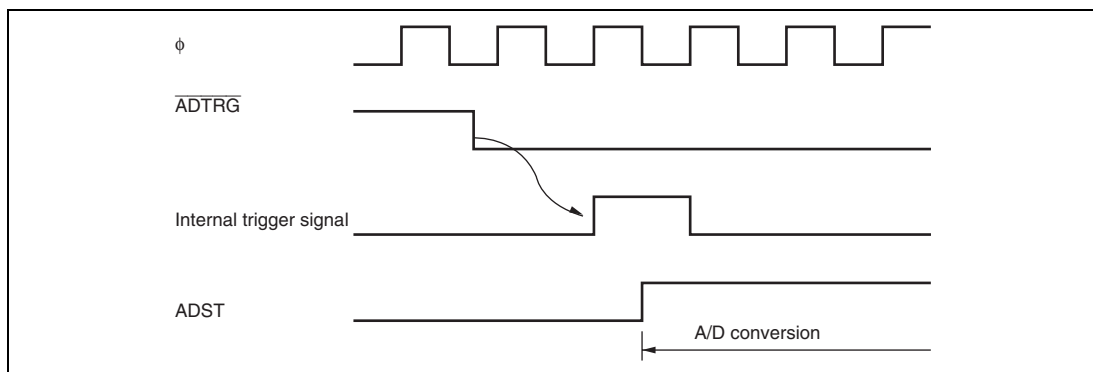 ϕ
ADTRG
Internal trigger signal
ADST
A/D conversion